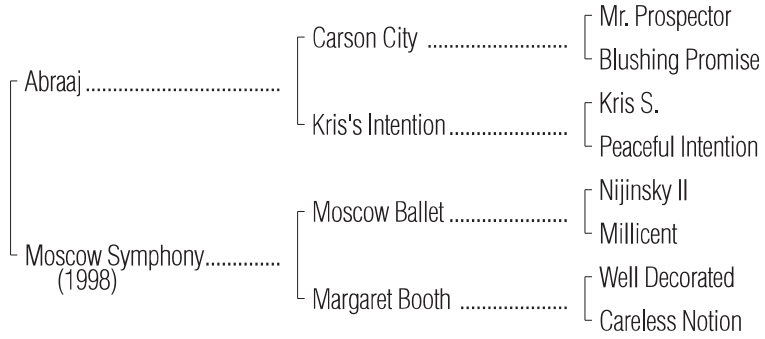 Mr. Prospector
Carson City ..........................
Blushing Promise
Abraaj ....................................
Kris S.
Kris's Intention......................
Peaceful Intention
Nijinsky II
Moscow Ballet ......................
Millicent
Moscow Symphony..............
(1998)
Well Decorated
Margaret Booth ....................
Careless Notion